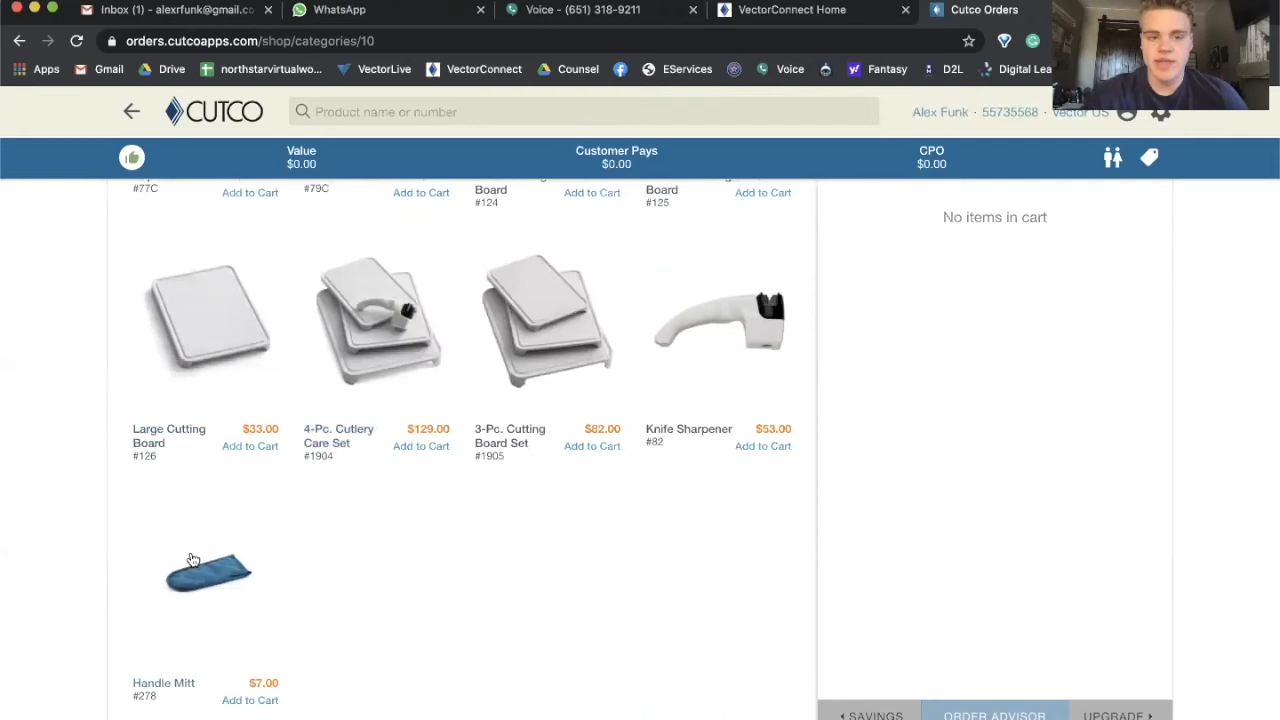 Inbox (1) - alexrfunk@gmail.co
WhatsApp
Voice - (651) 318-9211
VectorConnect Home
Cutco Orders
orders.cutcoapps.com/shop/categories/10
Apps
Gmail
Drive
northstarvirtualwo...
VectorLive
VectorConnect
Counsel
EServices
Voice
Fantasy
D2L
Digital Lea
CUTCO
Product name or number
Alex Funk · 55735568 · Vector US
Value
$0.00
Customer Pays
$0.00
CPO
$0.00
#77C
Add to Cart
#79C
Add to Cart
Board
#124
Add to Cart
Board
#125
Add to Cart
No items in cart
Large Cutting Board
$33.00
#126
Add to Cart
4-Pc. Cutlery Care Set
$129.00
#1904
Add to Cart
3-Pc. Cutting Board Set
$82.00
#1905
Add to Cart
Knife Sharpener
$53.00
#82
Add to Cart
Handle Mitt
$7.00
#278
Add to Cart
SAVINGS
ORDER ADVISOR
UPGRADE